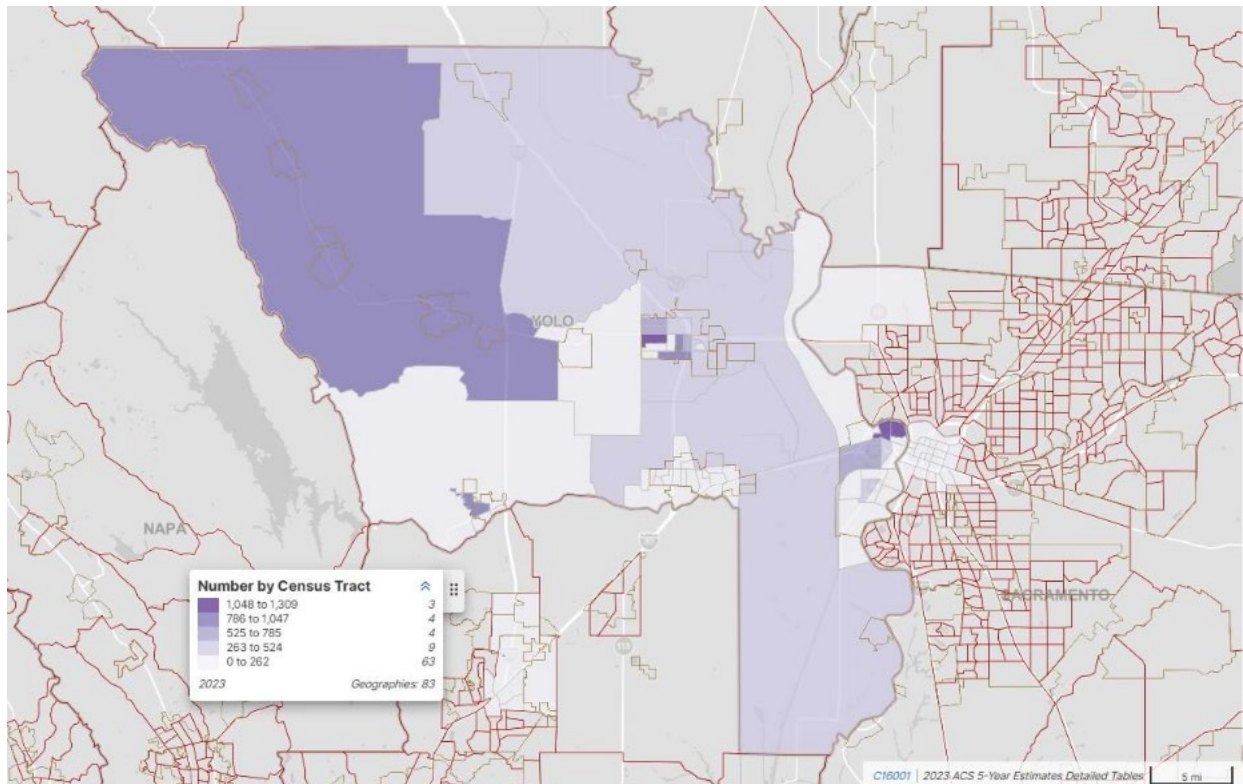 YOLO
NAPA
SACRAMENTO
Number by Census Tract
1,048 to 1,309 3
786 to 1,047 4
525 to 785 4
263 to 524 9
0 to 262 63
2023 Geographies: 83
113
C16001 | 2023 ACS 5-Year Estimates Detailed Tables
5 mi